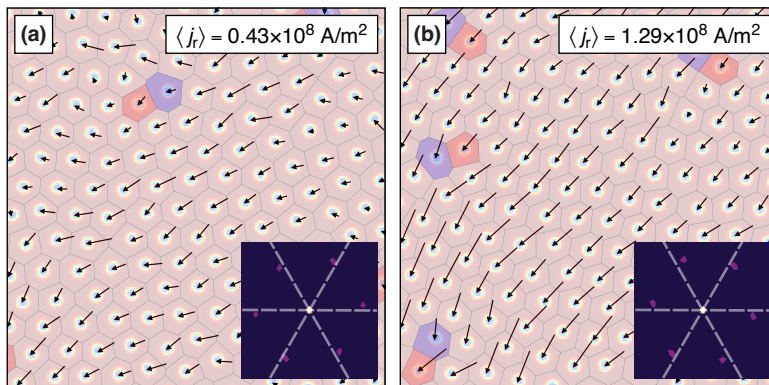 (a) ⟨ jᵣ⟩ = 0.43×10⁸ A/m²
(b) ⟨ jᵣ⟩ = 1.29×10⁸ A/m²